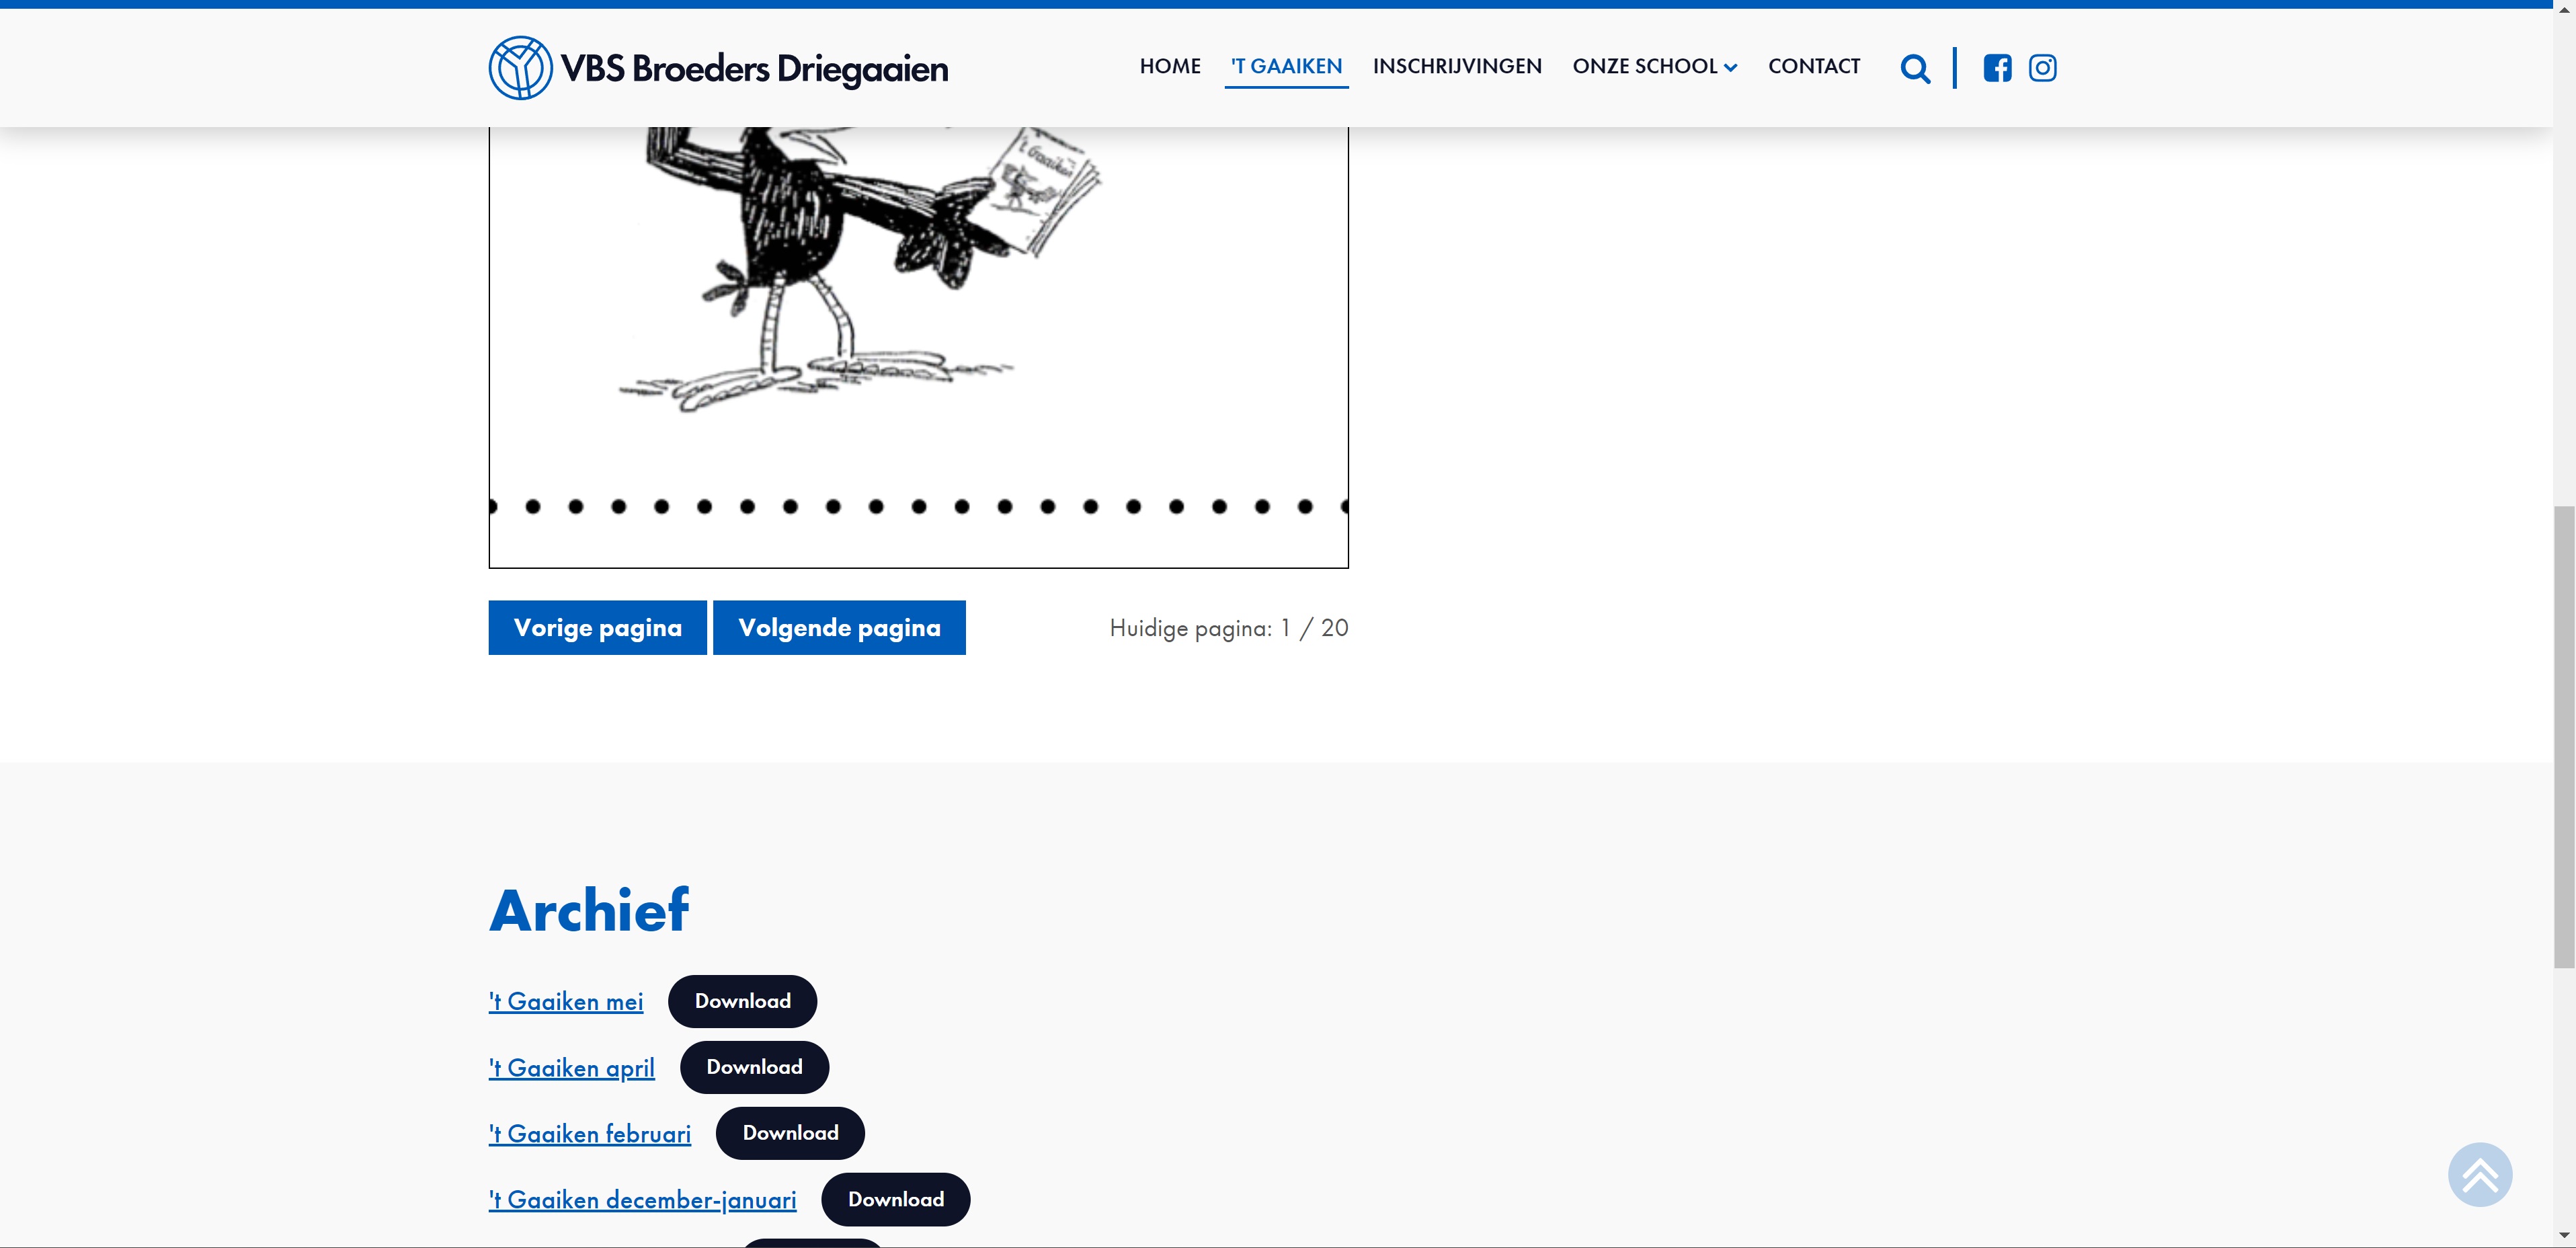 VBS Broeders Driegaaien
HOME 'T GAAIKEN INSCHRIJVINGEN ONZE SCHOOL CONTACT
't Gaaiken
Vorige pagina Volgende pagina Huidige pagina: 1 / 20
Archief
't Gaaiken mei Download
't Gaaiken april Download
't Gaaiken februari Download
't Gaaiken december-januari Download